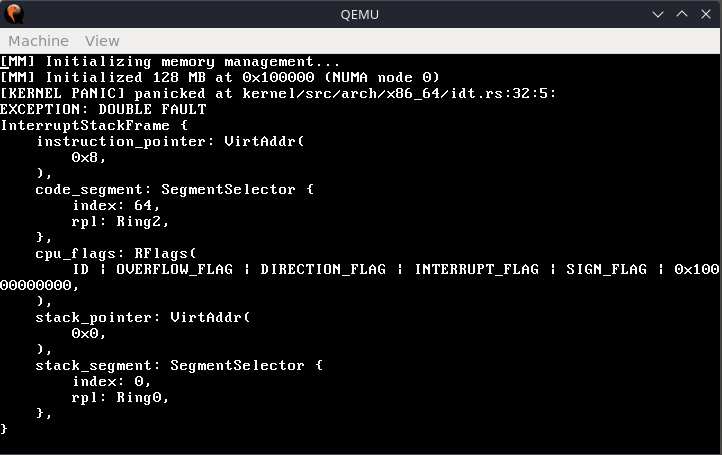 QEMU
Machine View
[MM] Initializing memory management...
[MM] Initialized 128 MB at 0x100000 (NUMA node 0)
[KERNEL PANIC] panicked at kernel/src/arch/x86_64/idt.rs:32:5:
EXCEPTION: DOUBLE FAULT
InterruptStackFrame {
    instruction_pointer: VirtAddr(
        0x8,
    ),
    code_segment: SegmentSelector {
        index: 64,
        rpl: Ring2,
    },
    cpu_flags: RFlags(
        ID | OVERFLOW_FLAG | DIRECTION_FLAG | INTERRUPT_FLAG | SIGN_FLAG | 0x100
00000000,
    ),
    stack_pointer: VirtAddr(
        0x0,
    ),
    stack_segment: SegmentSelector {
        index: 0,
        rpl: Ring0,
    },
}